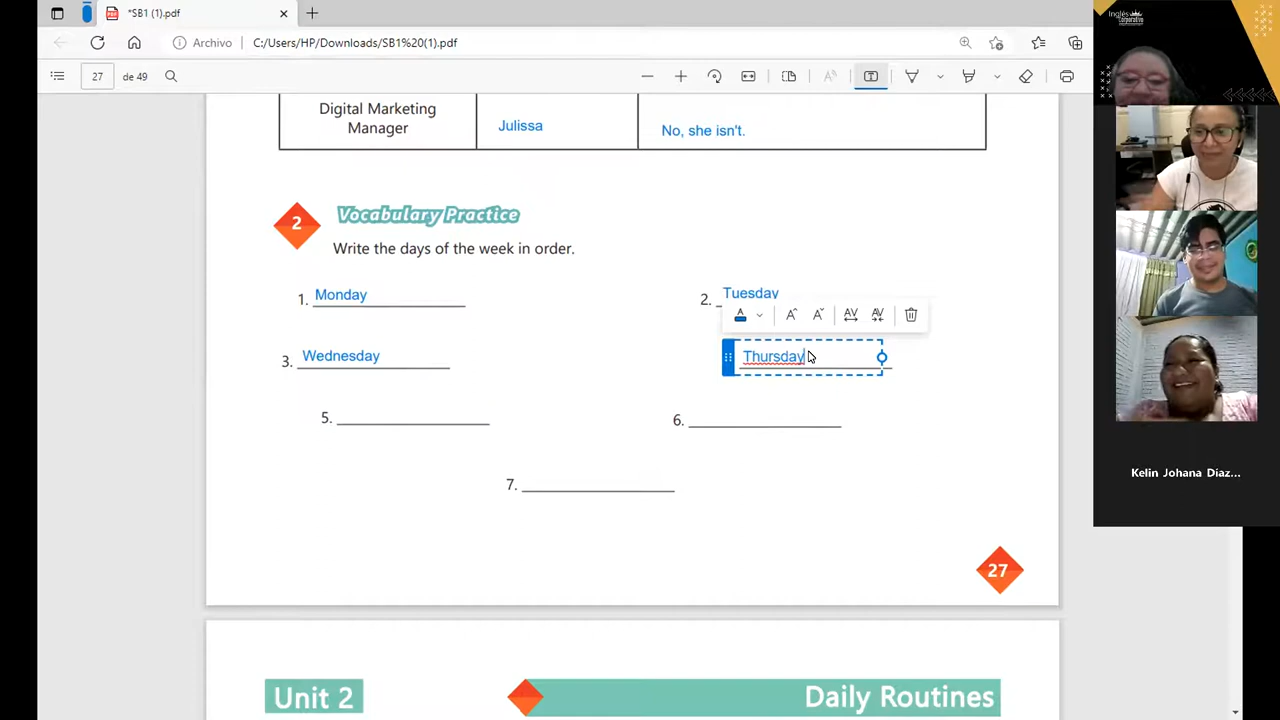 *SB1 (1).pdf
Archivo
C:/Users/HP/Downloads/SB1%20(1).pdf
27 de 49
Digital Marketing
Manager
Julissa
No, she isn't.
2
Vocabulary Practice
Write the days of the week in order.
1. Monday
2. Tuesday
3. Wednesday
Thursday
5.
6.
7.
27
Unit 2
Daily Routines
Inglés
Corporativo
Kelin Johana Diaz...